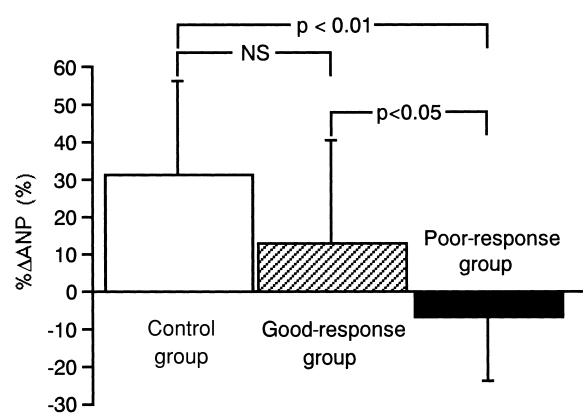 p < 0.01
NS
p<0.05
%ΔANP (%)
60
50
40
30
20
10
0
-10
-20
-30
Control
group
Good-response
group
Poor-response
group